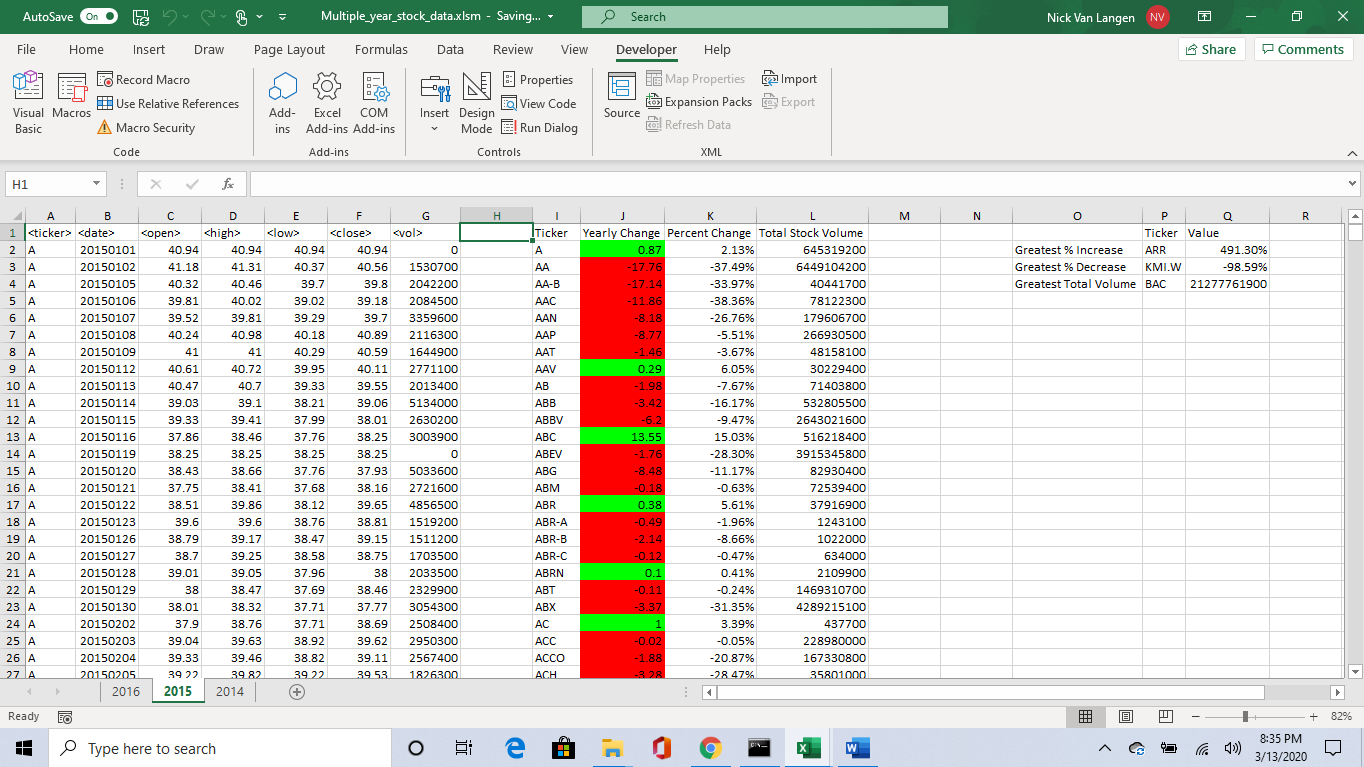 AutoSave On Multiple_year_stock_data.xlsm - Saving... Search Nick Van Langen NV
File Home Insert Draw Page Layout Formulas Data Review View Developer Help Share Comments
Visual Basic Macros Record Macro Use Relative References Macro Security
Add-ins Excel Add-ins COM Add-ins
Insert Design Mode Properties View Code Run Dialog
Source Map Properties Expansion Packs Refresh Data Import Export
Code Add-ins Controls XML
H1 fx
A B C D E F G H I J K L M N O P Q R
1 <ticker> <date> <open> <high> <low> <close> <vol> Ticker Yearly Change Percent Change Total Stock Volume Ticker Value
2 A 20150101 40.94 40.94 40.94 40.94 0 A 0.87 2.13% 645319200 Greatest % Increase ARR 491.30%
3 A 20150102 41.18 41.31 40.37 40.56 1530700 AA -17.76 -37.49% 6449104200 Greatest % Decrease KMI.W -98.59%
4 A 20150105 40.32 40.46 39.7 39.8 2042200 AA-B -17.14 -33.97% 40441700 Greatest Total Volume BAC 21277761900
5 A 20150106 39.81 40.02 39.02 39.18 2084500 AAC -11.86 -38.36% 78122300
6 A 20150107 39.52 39.81 39.29 39.7 3359600 AAN -8.18 -26.76% 179606700
7 A 20150108 40.24 40.98 40.18 40.89 2116300 AAP -8.77 -5.51% 266930500
8 A 20150109 41 41 40.29 40.59 1644900 AAT -1.46 -3.67% 48158100
9 A 20150112 40.61 40.72 39.95 40.11 2771100 AAV 0.29 6.05% 30229400
10 A 20150113 40.47 40.7 39.33 39.55 2013400 AB -1.98 -7.67% 71403800
11 A 20150114 39.03 39.1 38.21 39.06 5134000 ABB -3.42 -16.17% 532805500
12 A 20150115 39.33 39.41 37.99 38.01 2630200 ABBV -6.2 -9.47% 2643021600
13 A 20150116 37.86 38.46 37.76 38.25 3003900 ABC 13.55 15.03% 516218400
14 A 20150119 38.25 38.25 38.25 38.25 0 ABEV -1.76 -28.30% 3915345800
15 A 20150120 38.43 38.66 37.76 37.93 5033600 ABG -8.48 -11.17% 82930400
16 A 20150121 37.75 38.41 37.68 38.16 2721600 ABM -0.18 -0.63% 72539400
17 A 20150122 38.51 39.86 38.12 39.65 4856500 ABR 0.38 5.61% 37916900
18 A 20150123 39.6 39.6 38.76 38.81 1519200 ABR-A -0.49 -1.96% 1243100
19 A 20150126 38.79 39.17 38.47 39.15 1511200 ABR-B -2.14 -8.66% 1022000
20 A 20150127 38.7 39.25 38.58 38.75 1703500 ABR-C -0.12 -0.47% 634000
21 A 20150128 39.01 39.05 37.96 38 2033500 ABRN 0.1 0.41% 2109900
22 A 20150129 38 38.47 37.69 38.46 2329900 ABT -0.11 -0.24% 1469310700
23 A 20150130 38.01 38.32 37.71 37.77 3054300 ABX -3.37 -31.35% 4289215100
24 A 20150202 37.9 38.76 37.71 38.69 2508400 AC 1 3.39% 437700
25 A 20150203 39.04 39.63 38.92 39.62 2950300 ACC -0.02 -0.05% 228980000
26 A 20150204 39.33 39.46 38.82 39.11 2567400 ACCO -1.88 -20.87% 167330800
27 A 20150205 39.22 39.82 39.22 39.53 1826300 ACH -3.28 -28.47% 35801000
2016 2015 2014
Ready 82%
Type here to search 8:35 PM
3/13/2020